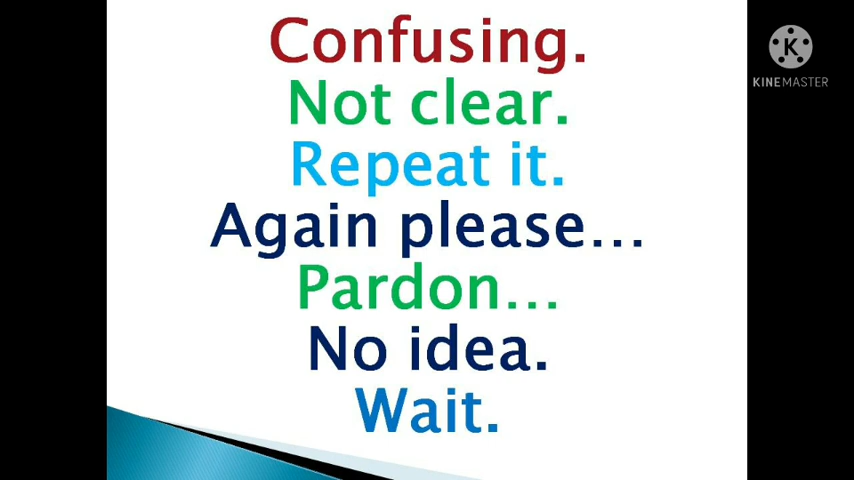 Confusing.
Not clear.
Repeat it.
Again please...
Pardon...
No idea.
Wait.
K
KINEMASTER